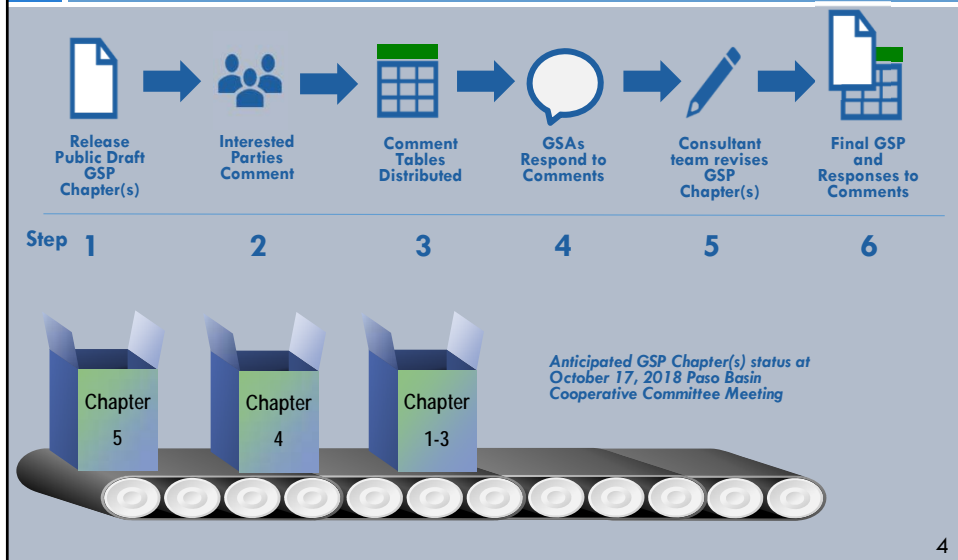 Release
Public Draft
GSP
Chapter(s)
Interested
Parties
Comment
Comment
Tables
Distributed
GSAs
Respond to
Comments
Consultant
team revises
GSP
Chapter(s)
Final GSP
and
Responses to
Comments
Step 1 2 3 4 5 6
Chapter
5
Chapter
4
Chapter
1-3
Anticipated GSP Chapter(s) status at
October 17, 2018 Paso Basin
Cooperative Committee Meeting
4